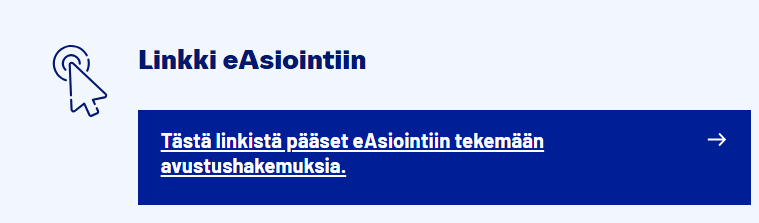 Linkki eAsiointiin
Tästä linkistä pääset eAsiointiin tekemään
avustushakemuksia.